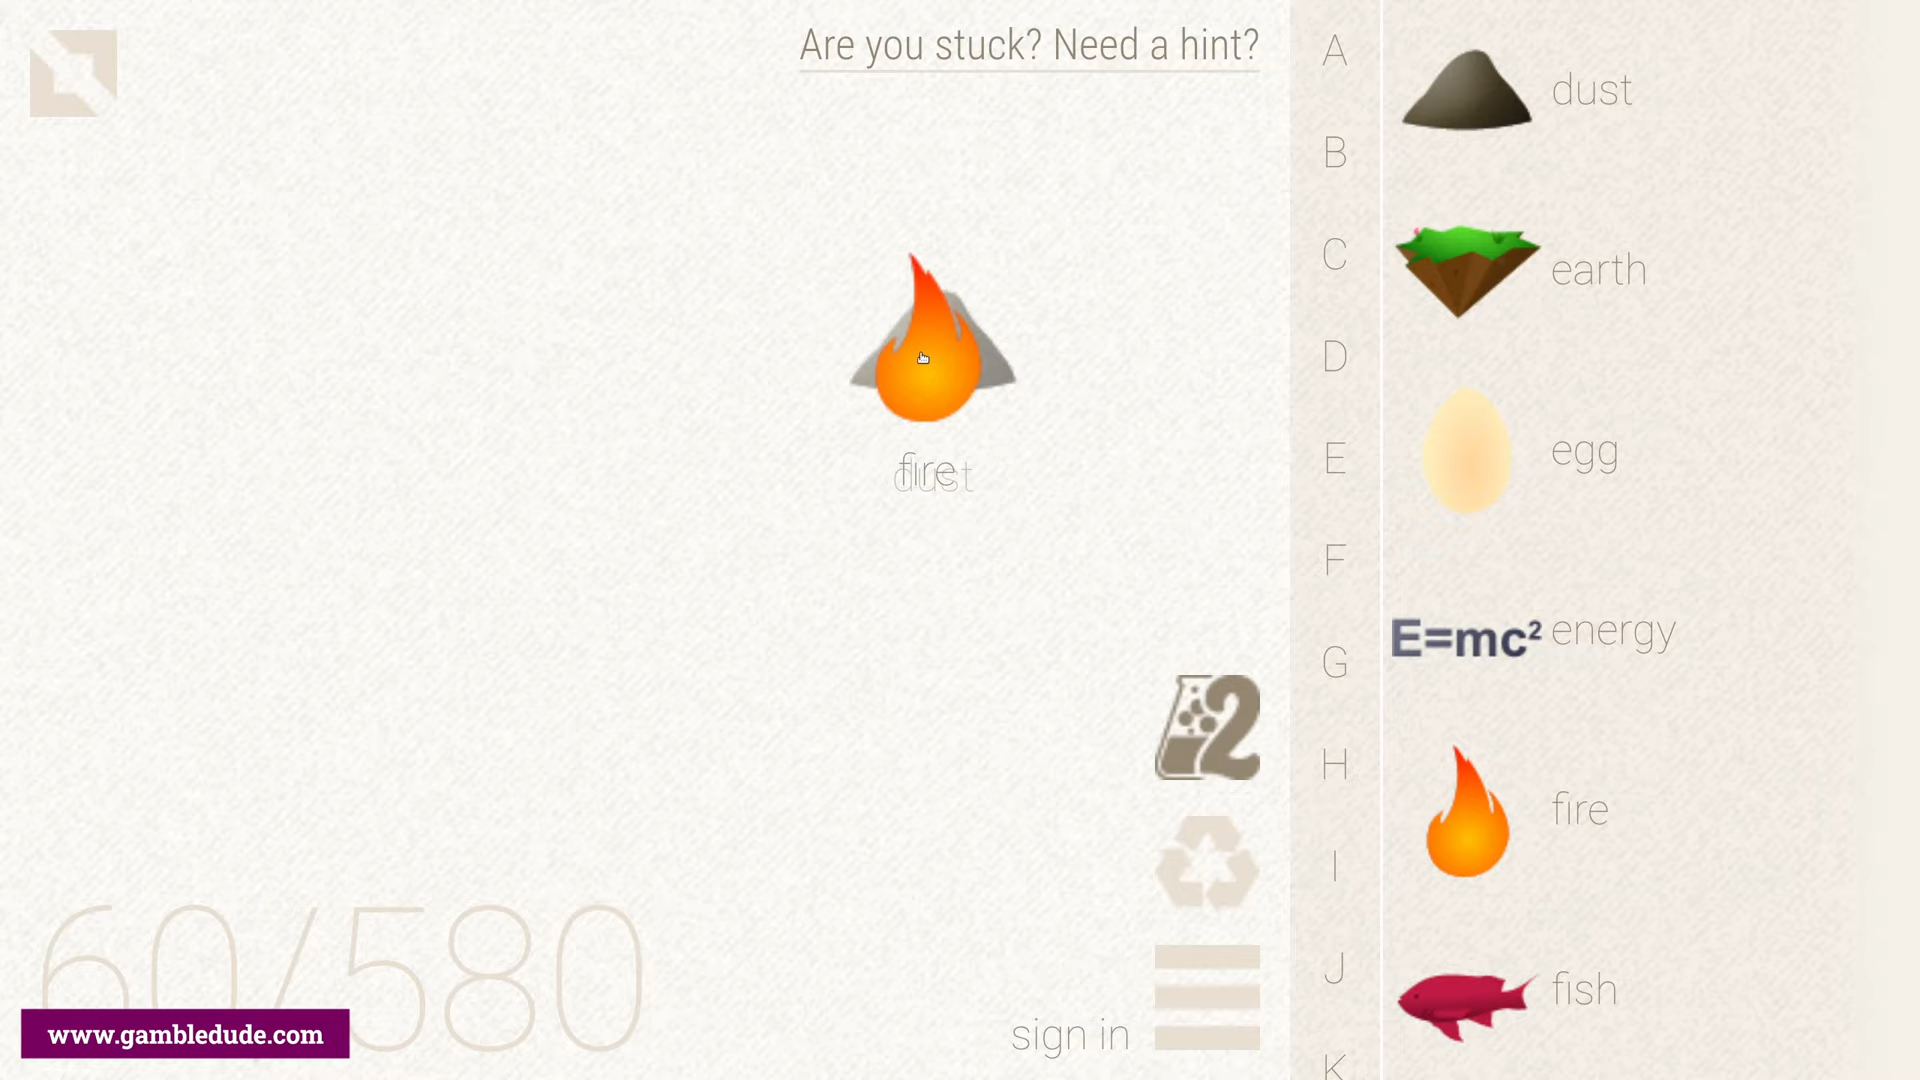 Are you stuck? Need a hint?
A
B
C
D
E
F
G
H
I
J
K
dust
earth
egg
E=mc² energy
fire
fish
fire
dust
2
60/580
sign in
www.gambledude.com